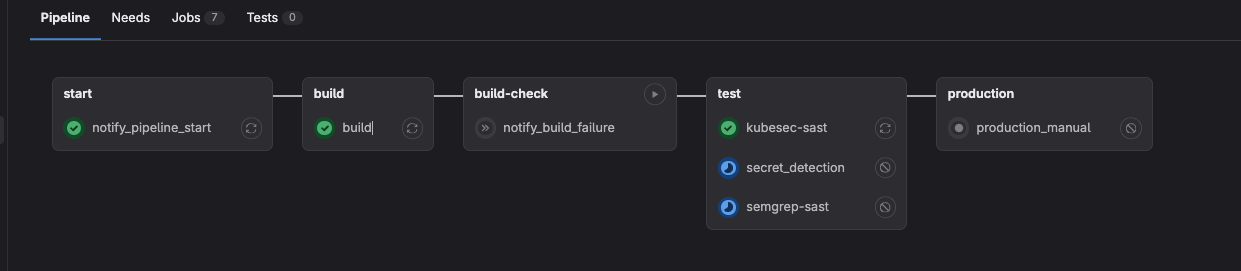 Pipeline Needs Jobs 7 Tests 0
start
notify_pipeline_start
build
build
build-check
notify_build_failure
test
kubesec-sast
secret_detection
semgrep-sast
production
production_manual